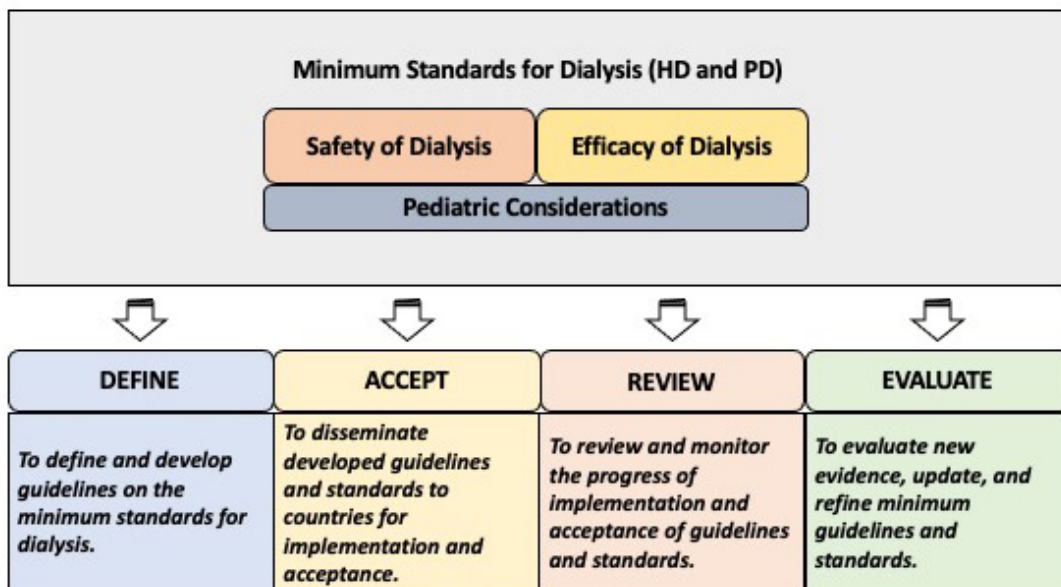 Minimum Standards for Dialysis (HD and PD)
Safety of Dialysis
Efficacy of Dialysis
Pediatric Considerations
DEFINE
ACCEPT
REVIEW
EVALUATE
To define and develop
guidelines on the
minimum standards for
dialysis.
To disseminate
developed guidelines
and standards to
countries for
implementation and
acceptance.
To review and monitor
the progress of
implementation and
acceptance of guidelines
and standards.
To evaluate new
evidence, update, and
refine minimum
guidelines and
standards.